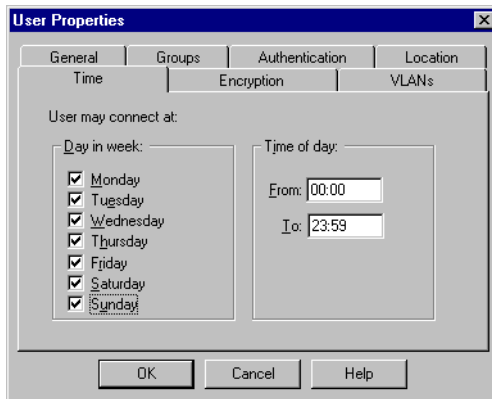 User Properties
General Groups Authentication Location
Time Encryption VLANs
User may connect at:
Day in week:
Monday
Tuesday
Wednesday
Thursday
Friday
Saturday
Sunday
Time of day:
From: 00:00
To: 23:59
OK Cancel Help